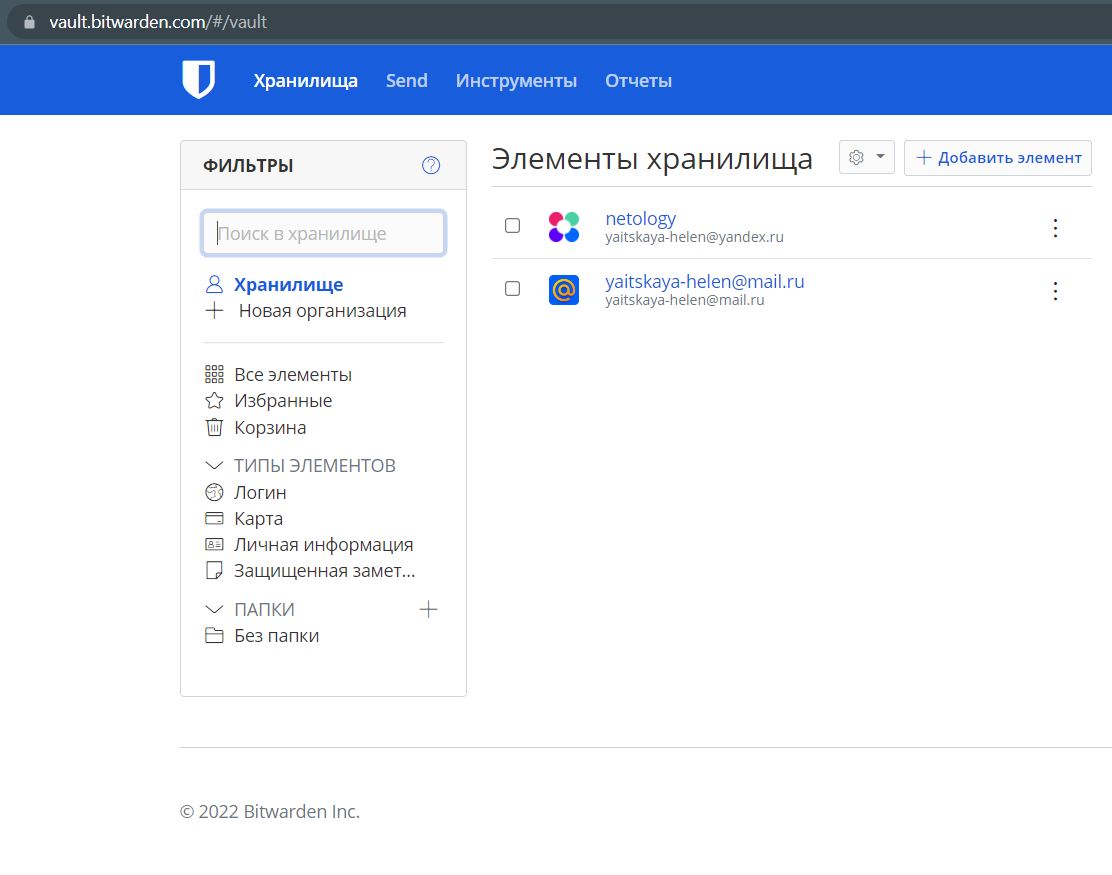 vault.bitwarden.com/#/vault
Хранилища Send Инструменты Отчеты
ФИЛЬТРЫ
Поиск в хранилище
Хранилище
Новая организация
Все элементы
Избранные
Корзина
ТИПЫ ЭЛЕМЕНТОВ
Логин
Карта
Личная информация
Защищенная замет...
ПАПКИ
Без папки
Элементы хранилища
Добавить элемент
netology
yaitskaya-helen@yandex.ru
yaitskaya-helen@mail.ru
yaitskaya-helen@mail.ru
© 2022 Bitwarden Inc.